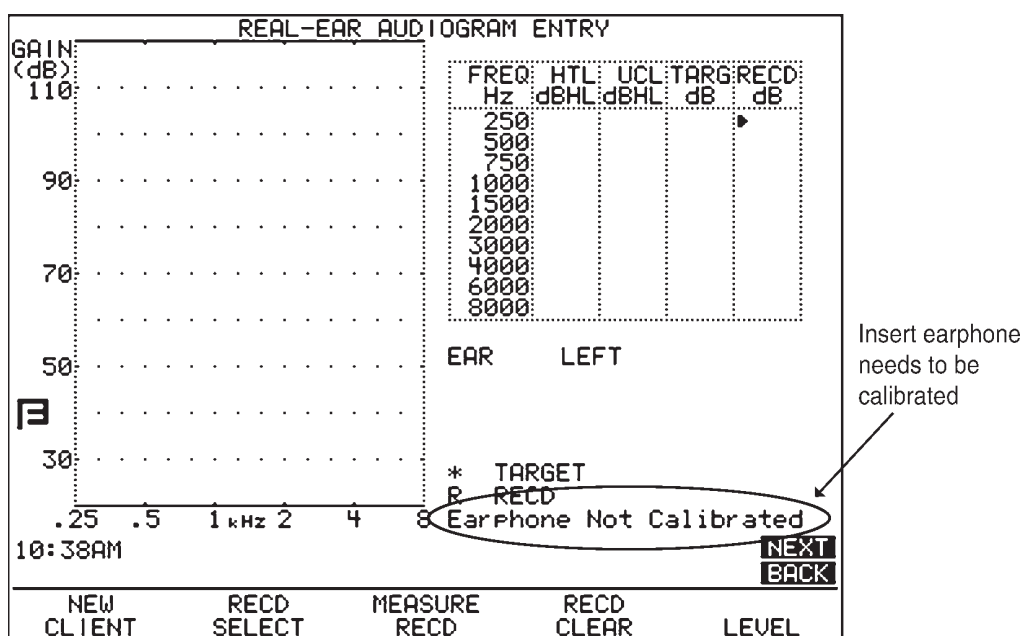 REAL-EAR AUDIOGRAM ENTRY
GAIN
(dB)
110
90
70
50
30
.25 .5 1 kHz 2 4 8
10:38AM
FREQ HTL UCL TARG RECD
Hz dBHL dBHL dB dB
250
500
750
1000
1500
2000
3000
4000
6000
8000
EAR LEFT
* TARGET
R RECD
Earphone Not Calibrated
Insert earphone
needs to be
calibrated
NEXT
BACK
NEW RECD MEASURE RECD
CLIENT SELECT RECD CLEAR LEVEL